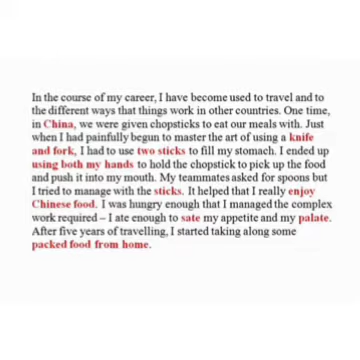 In the course of my career, I have become used to travel and to
the different ways that things work in other countries. One time,
in China, we were given chopsticks to eat our meals with. Just
when I had painfully begun to master the art of using a knife
and fork, I had to use two sticks to fill my stomach. I ended up
using both my hands to hold the chopstick to pick up the food
and push it into my mouth. My teammates asked for spoons but
I tried to manage with the sticks. It helped that I really enjoy
Chinese food. I was hungry enough that I managed the complex
work required – I ate enough to sate my appetite and my palate.
After five years of travelling, I started taking along some
packed food from home.